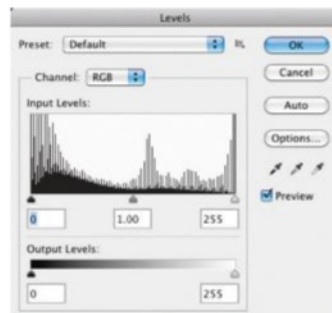 Levels
Preset: Default
OK
Channel: RGB
Cancel
Input Levels:
Auto
Options...
Preview
0 1.00 255
Output Levels:
0 255